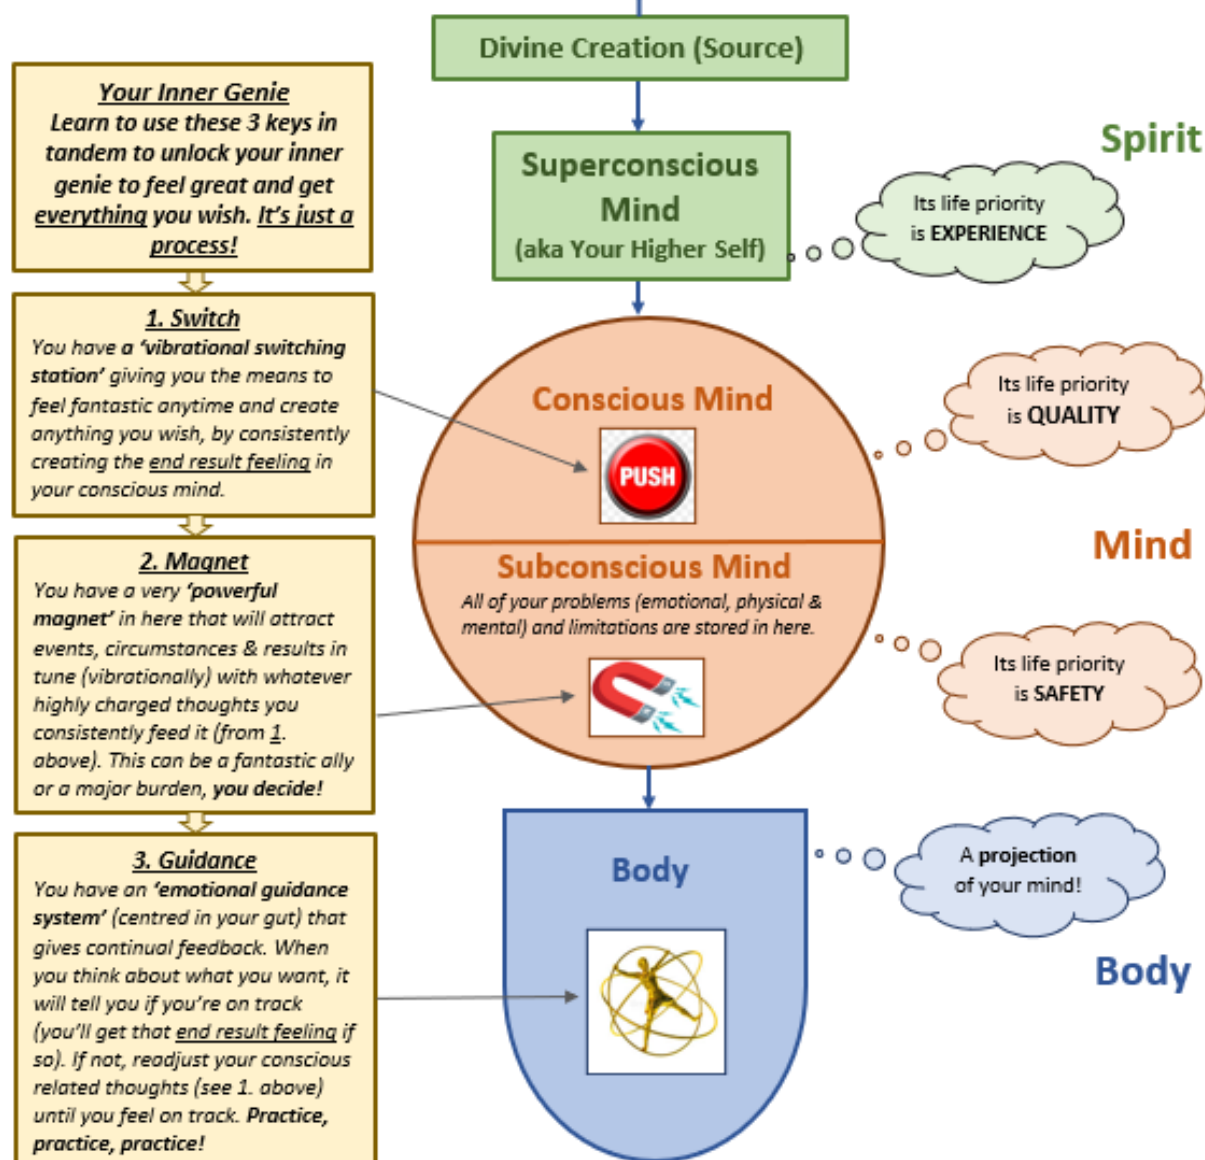 Divine Creation (Source)
Your Inner Genie
Learn to use these 3 keys in
tandem to unlock your inner
genie to feel great and get
everything you wish. It's just a
process!
Superconscious
Mind
(aka Your Higher Self)
Spirit
Its life priority
is EXPERIENCE
1. Switch
You have a 'vibrational switching
station' giving you the means to
feel fantastic anytime and create
anything you wish, by consistently
creating the end result feeling in
your conscious mind.
Conscious Mind
PUSH
Its life priority
is QUALITY
Mind
2. Magnet
You have a very 'powerful
magnet' in here that will attract
events, circumstances & results in
tune (vibrationally) with whatever
highly charged thoughts you
consistently feed it (from 1.
above). This can be a fantastic ally
or a major burden, you decide!
Subconscious Mind
All of your problems (emotional, physical &
mental) and limitations are stored in here.
Its life priority
is SAFETY
3. Guidance
You have an 'emotional guidance
system' (centred in your gut) that
gives continual feedback. When
you think about what you want, it
will tell you if you're on track
(you'll get that end result feeling if
so). If not, readjust your conscious
related thoughts (see 1. above)
until you feel on track. Practice,
practice, practice!
Body
A projection
of your mind!
Body